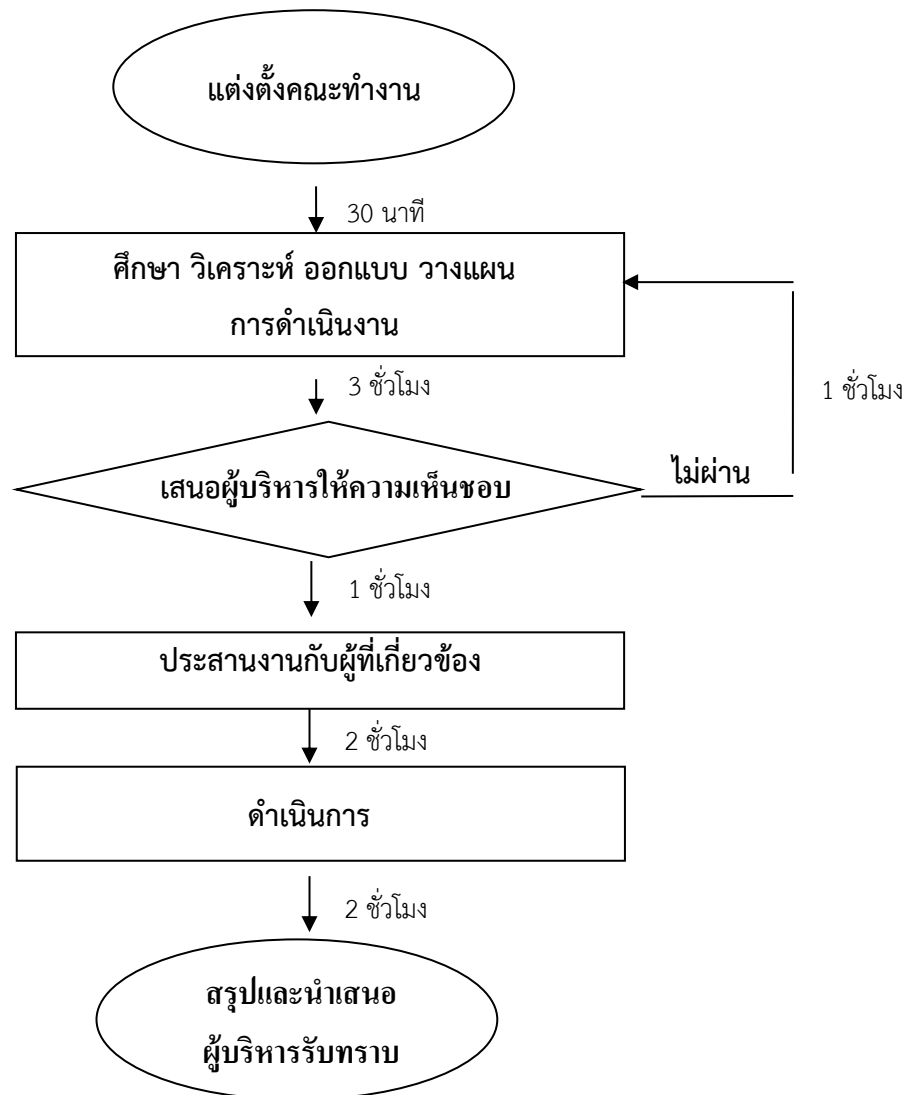 แต่งตั้งคณะทำงาน
30 นาที
ศึกษา วิเคราะห์ ออกแบบ วางแผน
การดำเนินงาน
3 ชั่วโมง
1 ชั่วโมง
เสนอผู้บริหารให้ความเห็นชอบ
ไม่ผ่าน
1 ชั่วโมง
ประสานงานกับผู้ที่เกี่ยวข้อง
2 ชั่วโมง
ดำเนินการ
2 ชั่วโมง
สรุปและนำเสนอ
ผู้บริหารรับทราบ